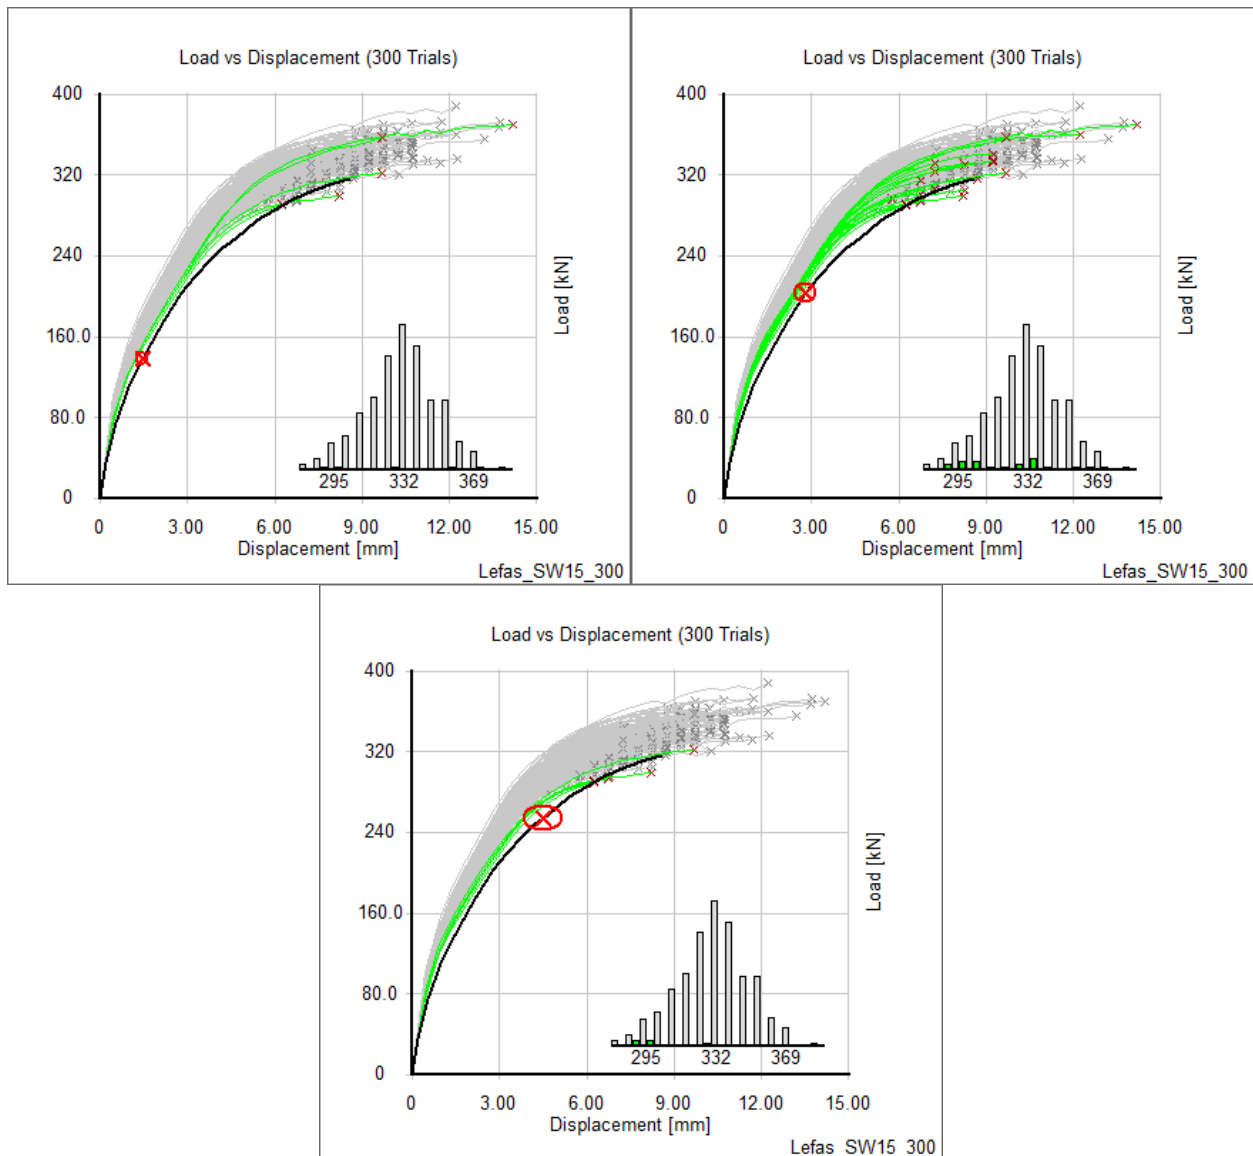 Load vs Displacement (300 Trials)
400
320
240
160.0
80.0
0
Load [kN]
295 332 369
0 3.00 6.00 9.00 12.00 15.00
Displacement [mm]
Lefas_SW15_300
Load vs Displacement (300 Trials)
400
320
240
160.0
80.0
0
Load [kN]
295 332 369
0 3.00 6.00 9.00 12.00 15.00
Displacement [mm]
Lefas_SW15_300
Load vs Displacement (300 Trials)
400
320
240
160.0
80.0
0
Load [kN]
295 332 369
0 3.00 6.00 9.00 12.00 15.00
Displacement [mm]
Lefas_SW15_300